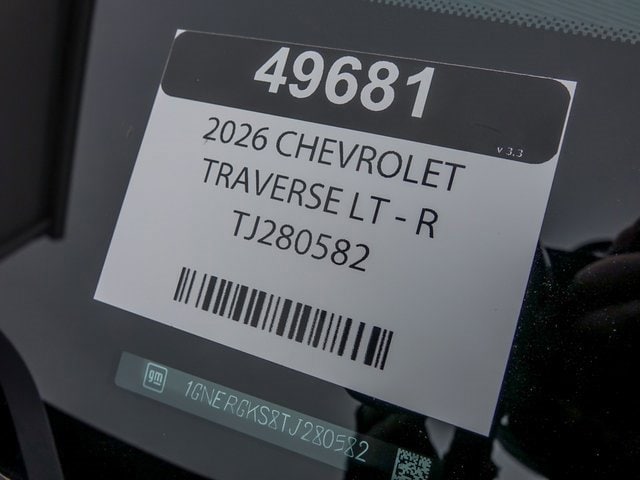 49681
v 3.3
2026 CHEVROLET
TRAVERSE LT - R
TJ280582
gm
1GNERGKS8TJ280582